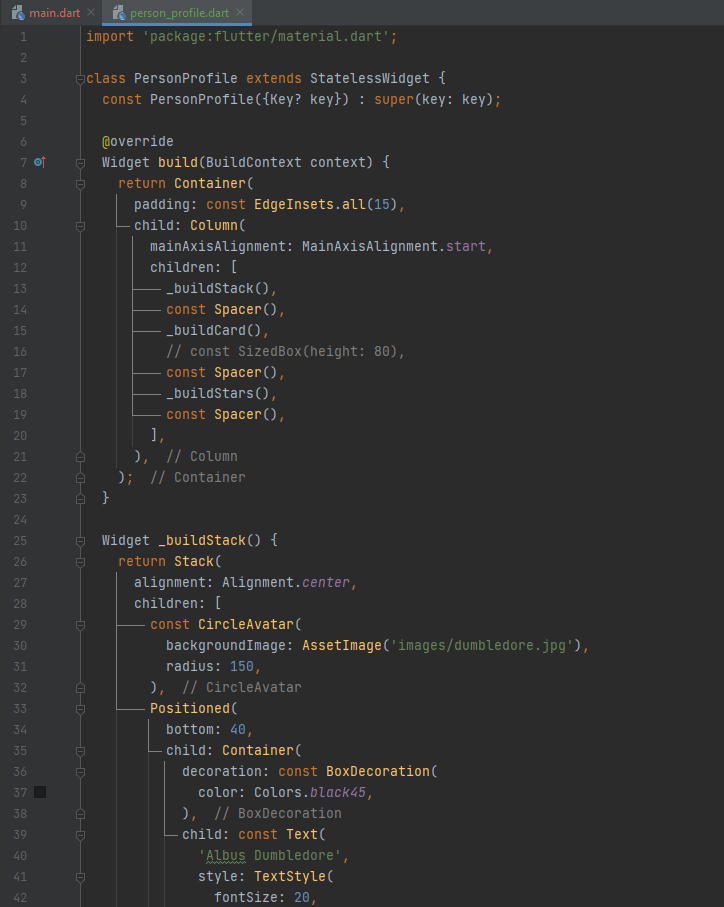 main.dart person_profile.dart
1 import 'package:flutter/material.dart';
2
3 class PersonProfile extends StatelessWidget {
4 const PersonProfile({Key? key}) : super(key: key);
5
6 @override
7 Widget build(BuildContext context) {
8 return Container(
9 padding: const EdgeInsets.all(15),
10 child: Column(
11 mainAxisAlignment: MainAxisAlignment.start,
12 children: [
13 _buildStack(),
14 const Spacer(),
15 _buildCard(),
16 // const SizedBox(height: 80),
17 const Spacer(),
18 _buildStars(),
19 const Spacer(),
20 ],
21 ), // Column
22 ); // Container
23 }
24
25 Widget _buildStack() {
26 return Stack(
27 alignment: Alignment.center,
28 children: [
29 const CircleAvatar(
30 backgroundImage: AssetImage('images/dumbledore.jpg'),
31 radius: 150,
32 ), // CircleAvatar
33 Positioned(
34 bottom: 40,
35 child: Container(
36 decoration: const BoxDecoration(
37 color: Colors.black45,
38 ), // BoxDecoration
39 child: const Text(
40 'Albus Dumbledore',
41 style: TextStyle(
42 fontSize: 20,